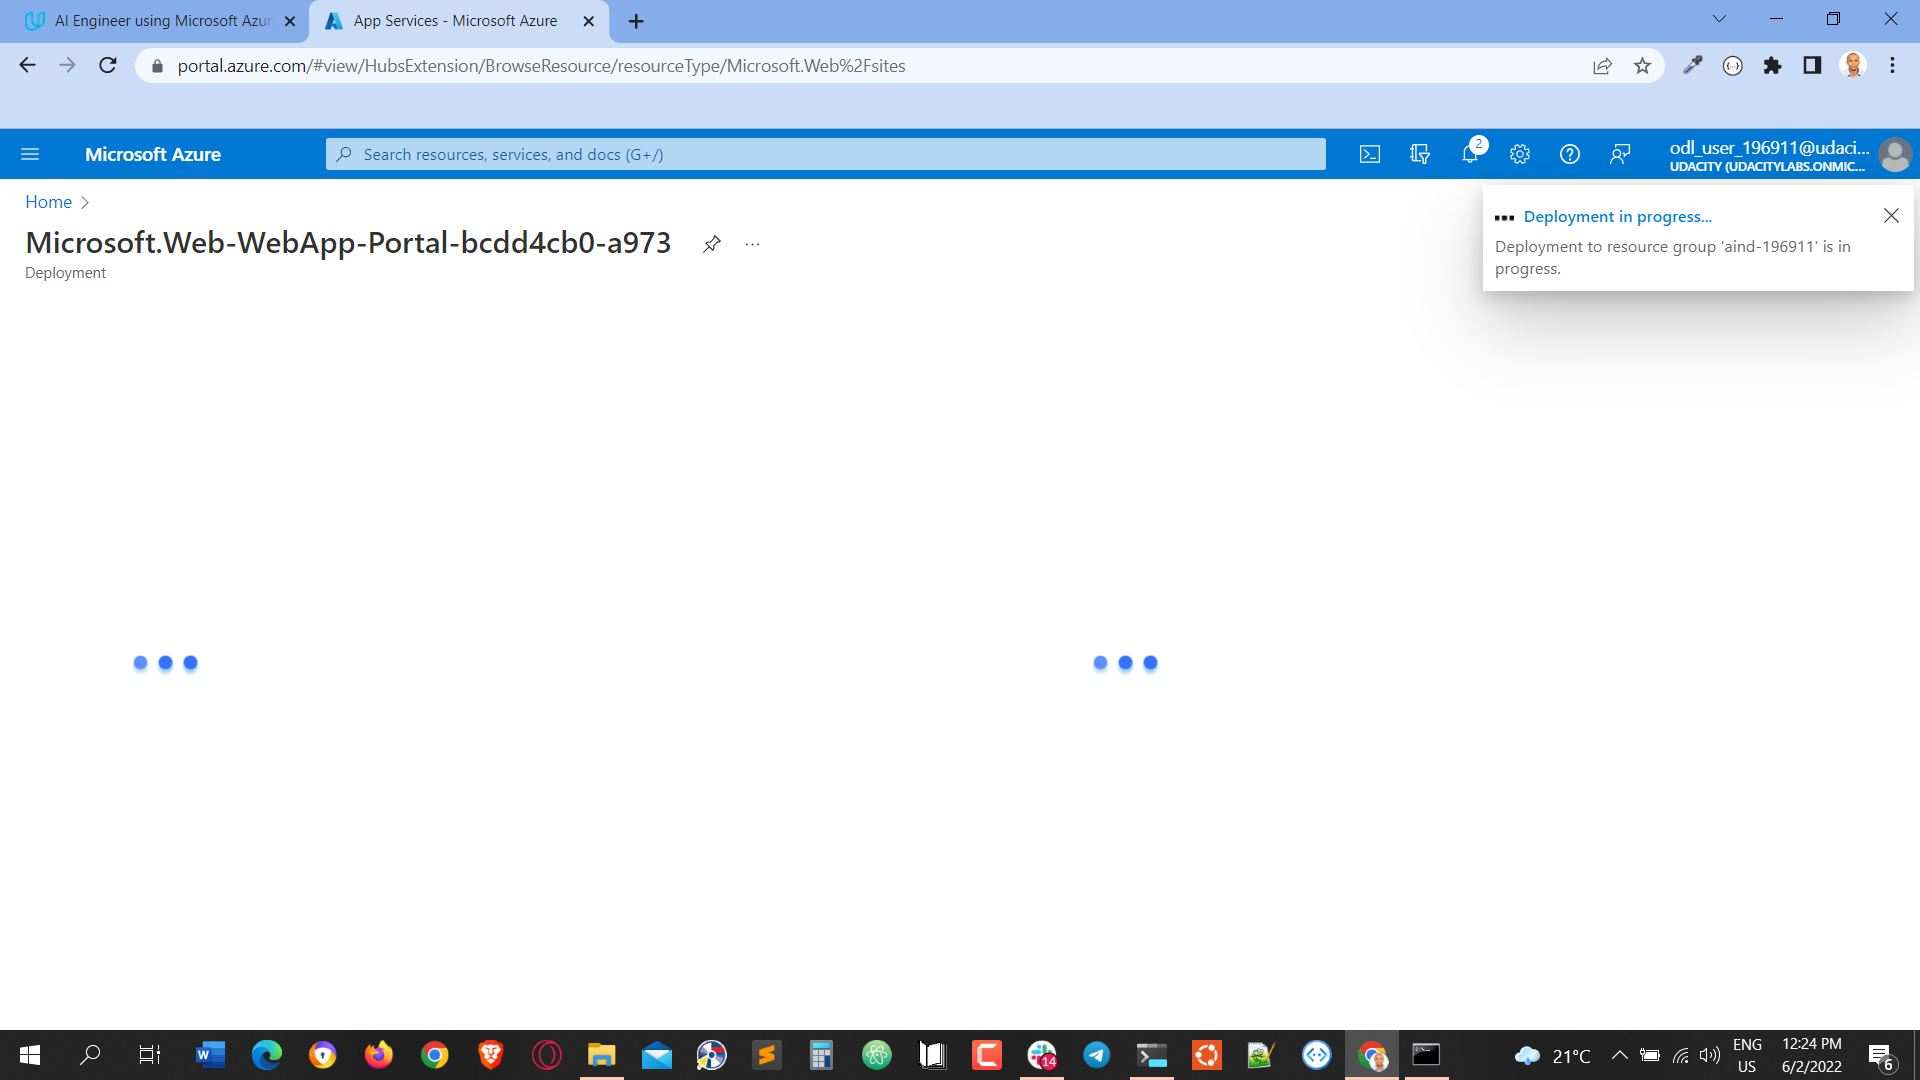 AI Engineer using Microsoft Azur
App Services - Microsoft Azure
portal.azure.com/#view/HubsExtension/BrowseResource/resourceType/Microsoft.Web%2Fsites
Microsoft Azure
Search resources, services, and docs (G+/)
2
odl_user_196911@udaci...
UDACITY (UDACITYLABS.ONMIC...
Home
Microsoft.Web-WebApp-Portal-bcdd4cb0-a973
...
Deployment
Deployment in progress...
Deployment to resource group 'aind-196911' is in
progress.
14
21°C
ENG
US
12:24 PM
6/2/2022
6